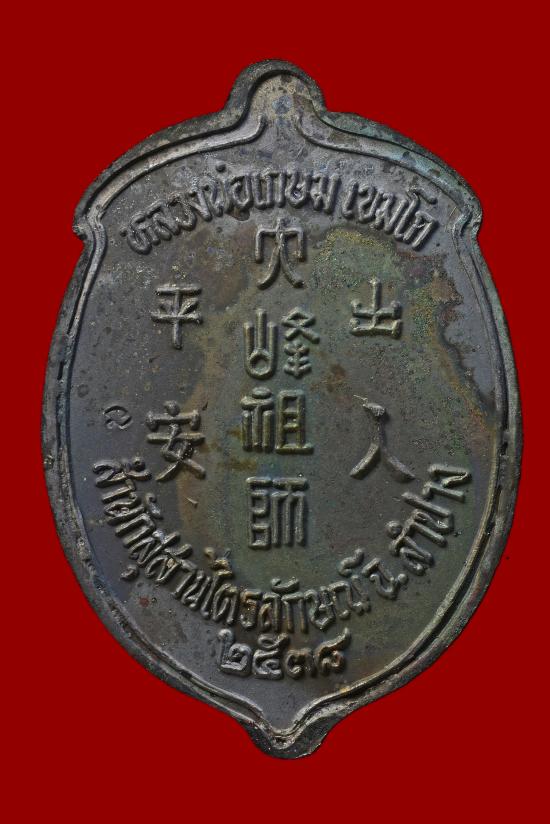 หลวงพ่อเกษม เขมโก
大峰祖師
出入
平安
สำนักสุสานไตรลักษณ์ จ. ลำปาง
๒๕๓๘